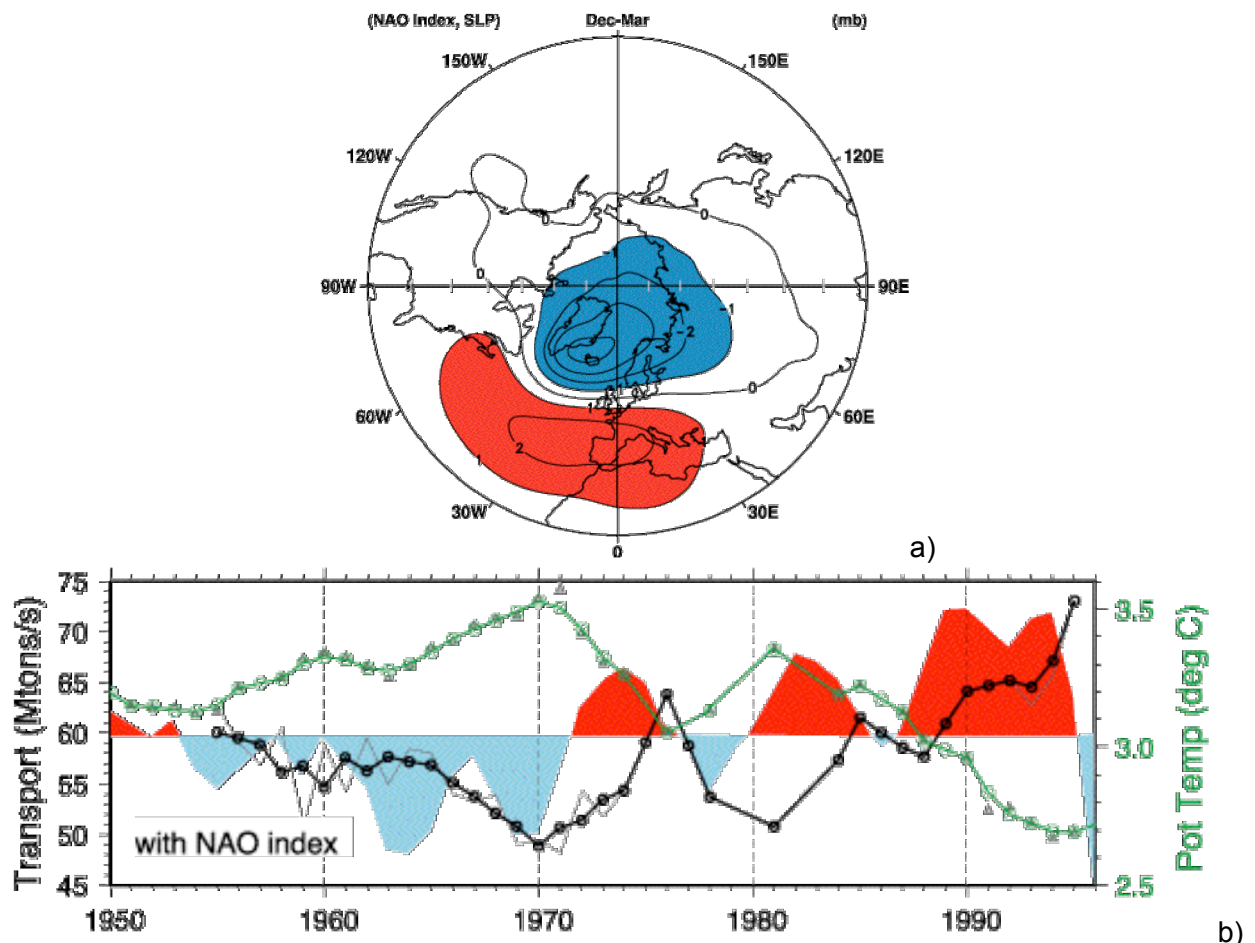 (NAO Index, SLP) Dec-Mar (mb)
150W 150E
120W 120E
0 0
-1
0
90W 90E
-1
-2
0
1
60W 60E
2
1
30W 30E
0
a)
75 70 65 60 55 50 45
Transport (Mtons/s)
3.5 3.0 2.5
Pot Temp (deg C)
with NAO index
1950 1960 1970 1980 1990
b)